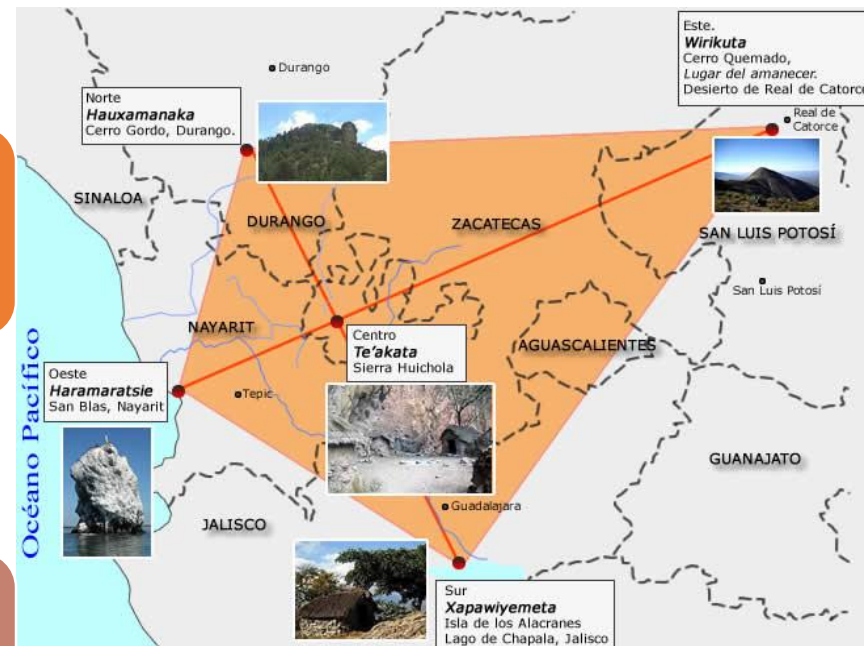 Este.
Wirikuta
Cerro Quemado,
Lugar del amanecer.
Desierto de Real de Catorce
Durango
Norte
Hauxamanaka
Cerro Gordo, Durango.
Real de
Catorce
SINALOA
DURANGO
ZACATECAS
SAN LUIS POTOSÍ
San Luis Potosí
NAYARIT
Centro
Te'akata
Sierra Huichola
AGUASCALIENTES
Oeste
Haramaratsie
San Blas, Nayarit
Tepic
Océano Pacífico
GUANAJATO
Guadalajara
JALISCO
Sur
Xapawiyemeta
Isla de los Alacranes
Lago de Chapala, Jalisco